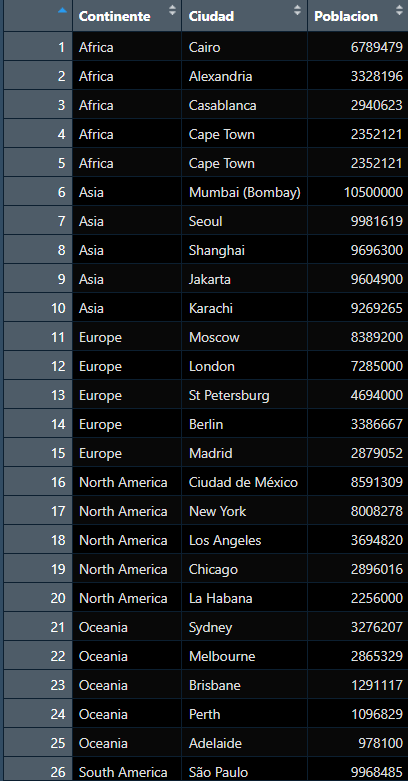 Continente Ciudad Poblacion
1 Africa Cairo 6789479
2 Africa Alexandria 3328196
3 Africa Casablanca 2940623
4 Africa Cape Town 2352121
5 Africa Cape Town 2352121
6 Asia Mumbai (Bombay) 10500000
7 Asia Seoul 9981619
8 Asia Shanghai 9696300
9 Asia Jakarta 9604900
10 Asia Karachi 9269265
11 Europe Moscow 8389200
12 Europe London 7285000
13 Europe St Petersburg 4694000
14 Europe Berlin 3386667
15 Europe Madrid 2879052
16 North America Ciudad de México 8591309
17 North America New York 8008278
18 North America Los Angeles 3694820
19 North America Chicago 2896016
20 North America La Habana 2256000
21 Oceania Sydney 3276207
22 Oceania Melbourne 2865329
23 Oceania Brisbane 1291117
24 Oceania Perth 1096829
25 Oceania Adelaide 978100
26 South America São Paulo 9968485